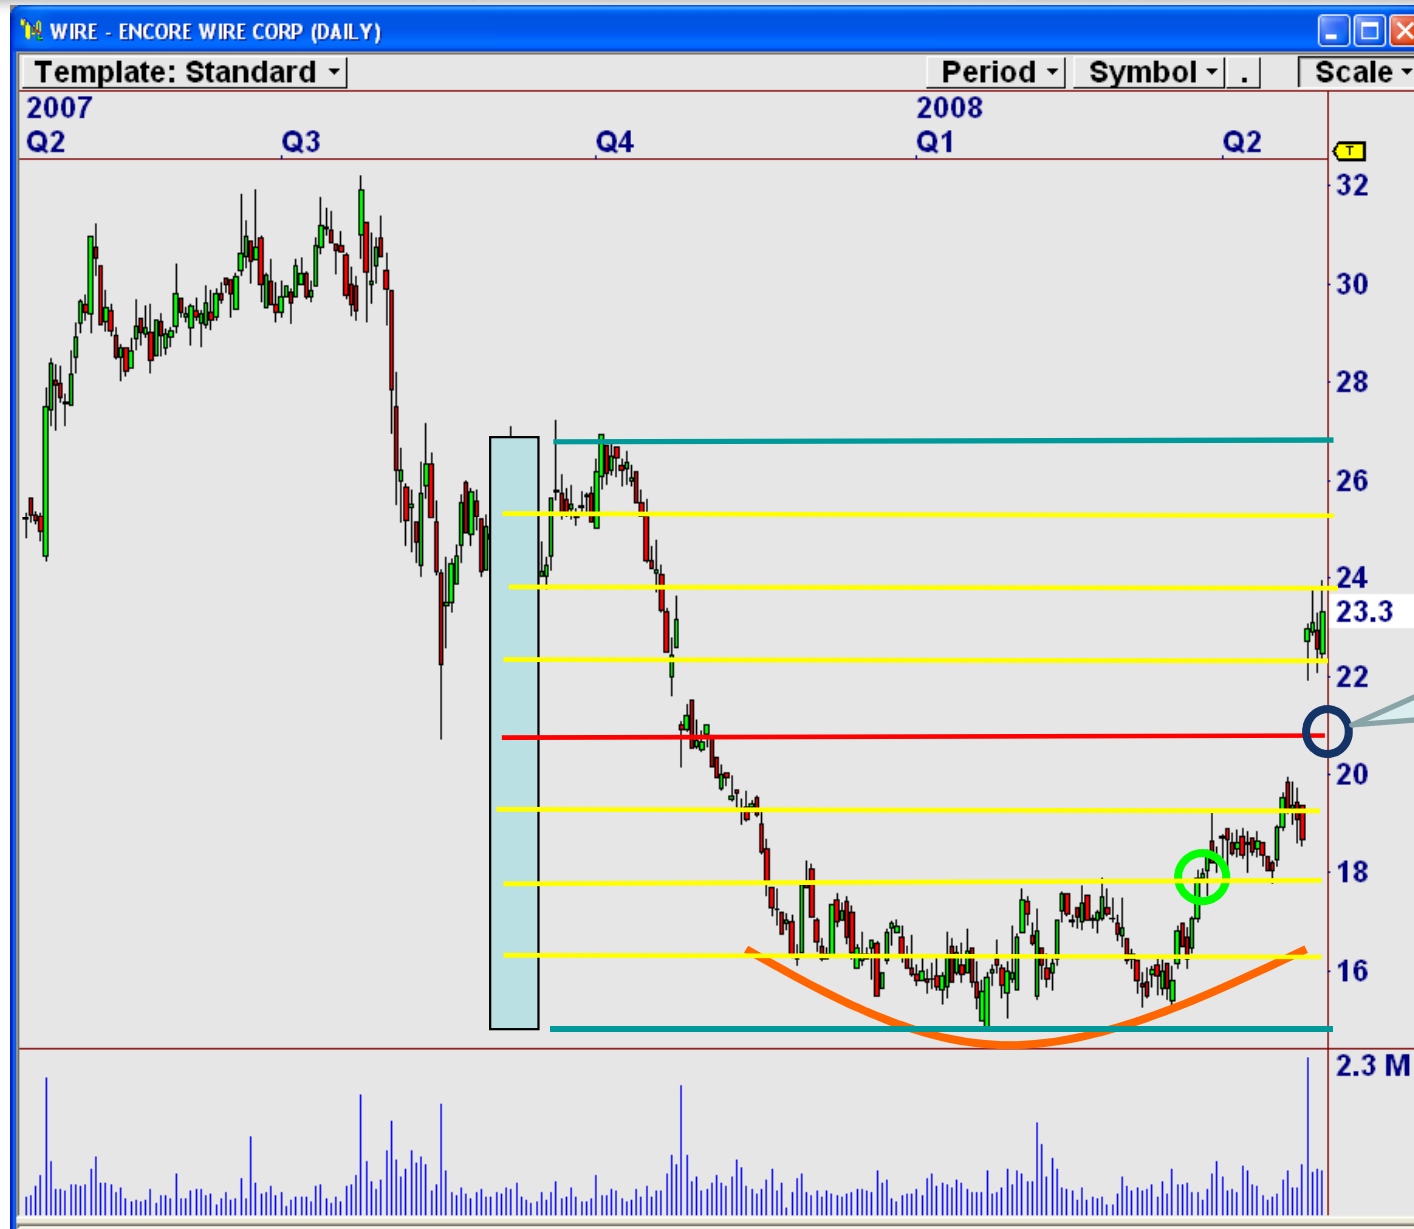 WIRE - ENCORE WIRE CORP (DAILY)
Template: Standard Period Symbol . Scale
2007 2008
Q2 Q3 Q4 Q1 Q2
T
32
30
28
26
24
23.3
22
20
18
16
2.3 M